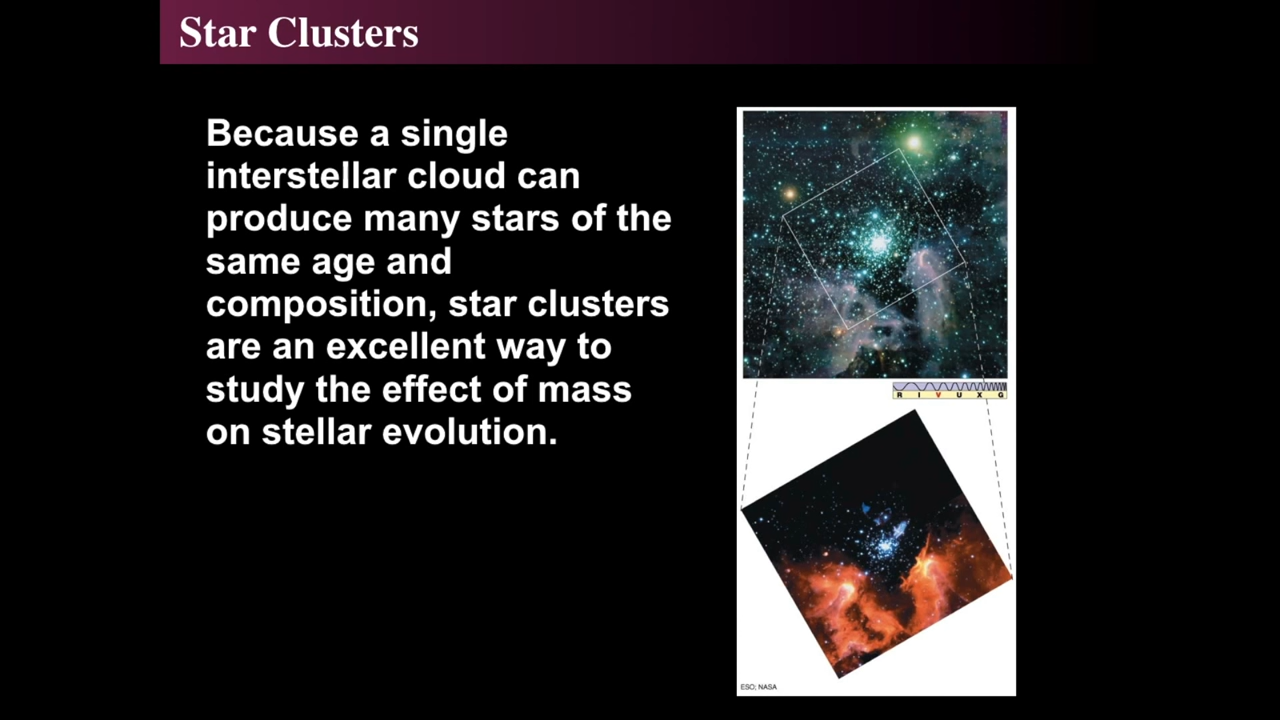 Star Clusters
Because a single
interstellar cloud can
produce many stars of the
same age and
composition, star clusters
are an excellent way to
study the effect of mass
on stellar evolution.
R I V U X G
ESO; NASA